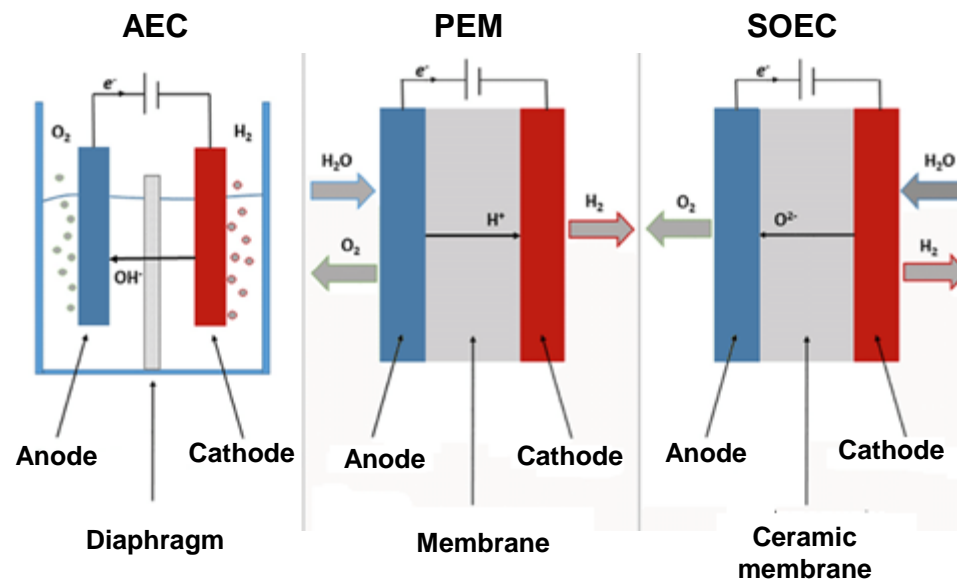 AEC
e-
O₂
H₂
OH-
Anode
Cathode
Diaphragm
PEM
e-
H₂O
H⁺
H₂
O₂
Anode
Cathode
Membrane
SOEC
e-
H₂O
O₂
O²⁻
H₂
Anode
Cathode
Ceramic
membrane